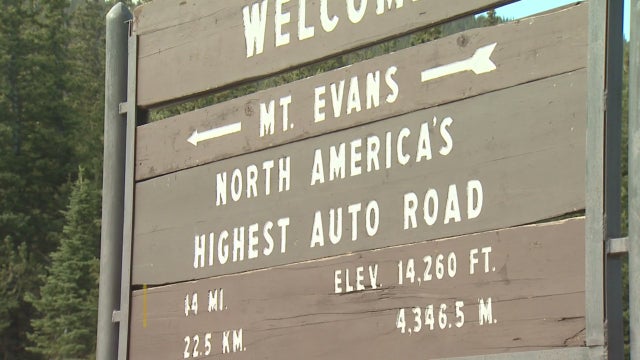 WELCOME
MT. EVANS
NORTH AMERICA'S
HIGHEST AUTO ROAD
14 MI. ELEV. 14,260 FT.
22.5 KM. 4,346.5 M.